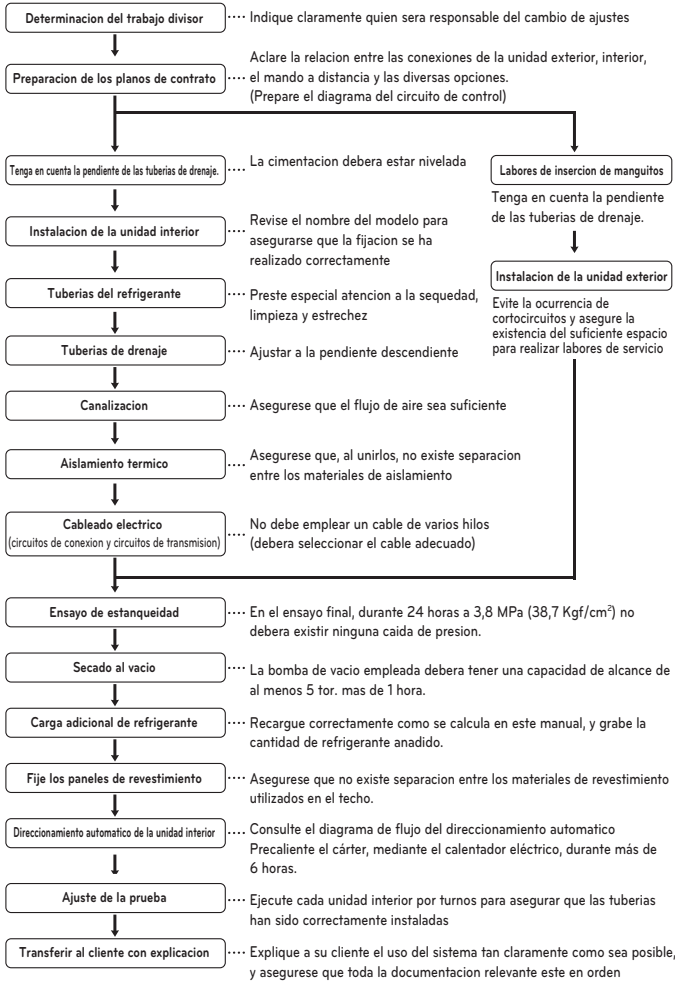 Determinacion del trabajo divisor
···· Indique claramente quien sera responsable del cambio de ajustes
Preparacion de los planos de contrato
···· Aclare la relacion entre las conexiones de la unidad exterior, interior,
el mando a distancia y las diversas opciones.
(Prepare el diagrama del circuito de control)
Tenga en cuenta la pendiente de las tuberias de drenaje.
···· La cimentacion debera estar nivelada
Labores de insercion de manguitos
Tenga en cuenta la pendiente
de las tuberias de drenaje.
Instalacion de la unidad interior
···· Revise el nombre del modelo para
asegurarse que la fijacion se ha
realizado correctamente
Instalacion de la unidad exterior
Evite la ocurrencia de
cortocircuitos y asegure la
existencia del suficiente espacio
para realizar labores de servicio
Tuberias del refrigerante
···· Preste especial atencion a la sequedad,
limpieza y estrechez
Tuberias de drenaje
···· Ajustar a la pendiente descendiente
Canalizacion
···· Asegurese que el flujo de aire sea suficiente
Aislamiento termico
···· Asegurese que, al unirlos, no existe separacion
entre los materiales de aislamiento
Cableado electrico
(circuitos de conexion y circuitos de transmision)
···· No debe emplear un cable de varios hilos
(debera seleccionar el cable adecuado)
Ensayo de estanqueidad
···· En el ensayo final, durante 24 horas a 3,8 MPa (38,7 Kgf/cm²) no
debera existir ninguna caida de presion.
Secado al vacio
···· La bomba de vacio empleada debera tener una capacidad de alcance de
al menos 5 tor. mas de 1 hora.
Carga adicional de refrigerante
···· Recargue correctamente como se calcula en este manual, y grabe la
cantidad de refrigerante anadido.
Fije los paneles de revestimiento
···· Asegurese que no existe separacion entre los materiales de revestimiento
utilizados en el techo.
Direccionamiento automatico de la unidad interior
···· Consulte el diagrama de flujo del direccionamiento automatico
Precaliente el cárter, mediante el calentador eléctrico, durante más de
6 horas.
Ajuste de la prueba
···· Ejecute cada unidad interior por turnos para asegurar que las tuberias
han sido correctamente instaladas
Transferir al cliente con explicacion
···· Explique a su cliente el uso del sistema tan claramente como sea posible,
y asegurese que toda la documentacion relevante este en orden